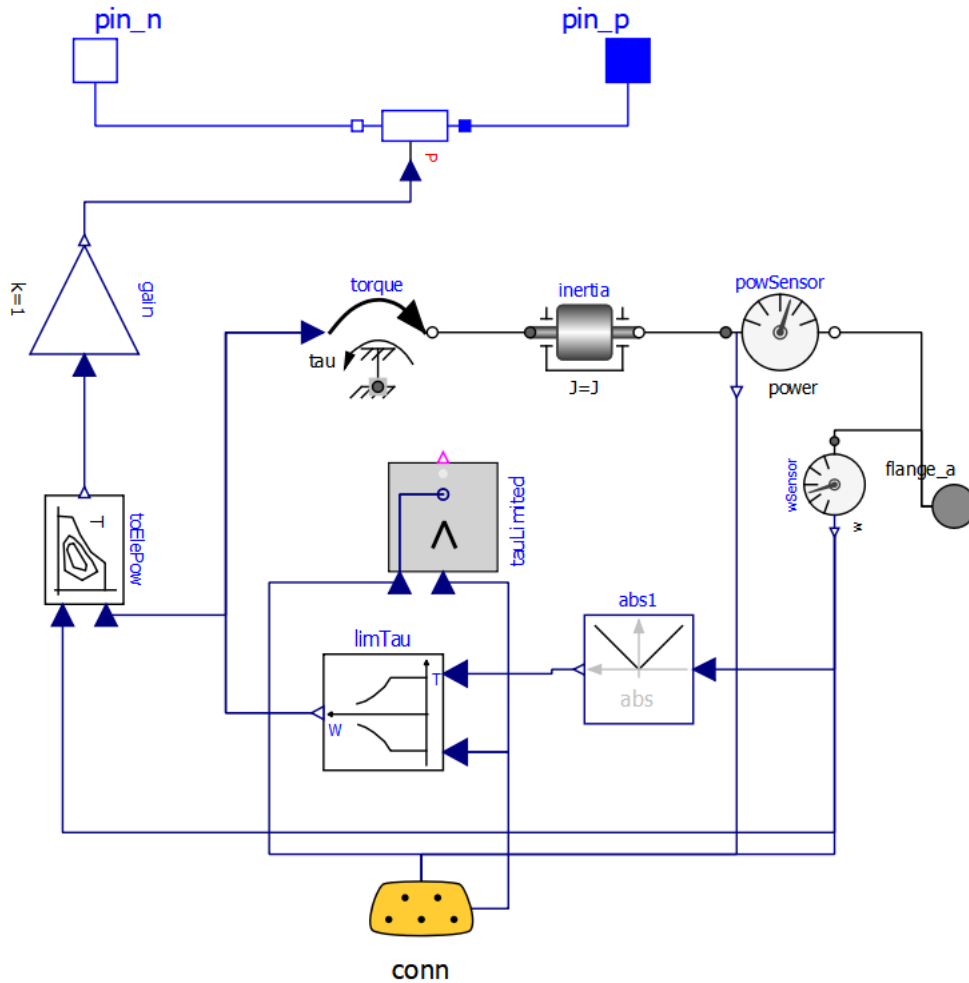 pin_n
pin_p
P
gain
k=1
torque
tau
inertia
J=J
powSensor
power
wSensor
w
flange_a
tauLimited
T
toElePow
limTau
T
W
abs1
abs
conn